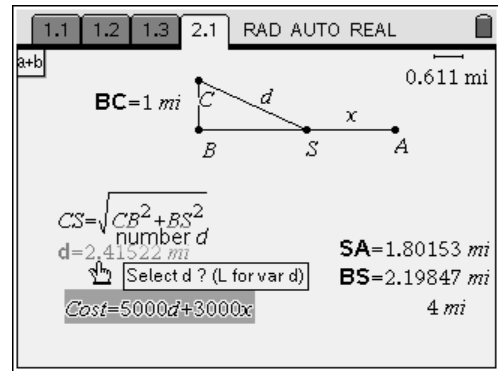 1.1 1.2 1.3 2.1 RAD AUTO REAL
a+b
0.611 mi
BC=1 mi
C
d
x
B
S
A
CS=√CB²+BS²
number d
d=2.41522 mi
SA=1.80153 mi
Select d ? (L for var d)
BS=2.19847 mi
Cost=5000d+3000x
4 mi